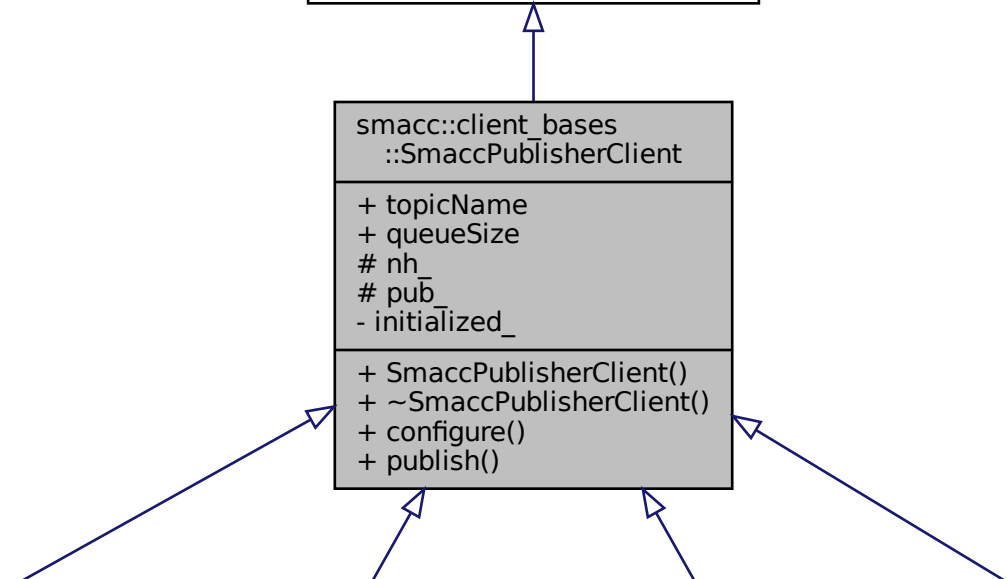 smacc::client_bases
::SmaccPublisherClient
+ topicName
+ queueSize
# nh_
# pub_
- initialized_
+ SmaccPublisherClient()
+ ~SmaccPublisherClient()
+ configure()
+ publish()